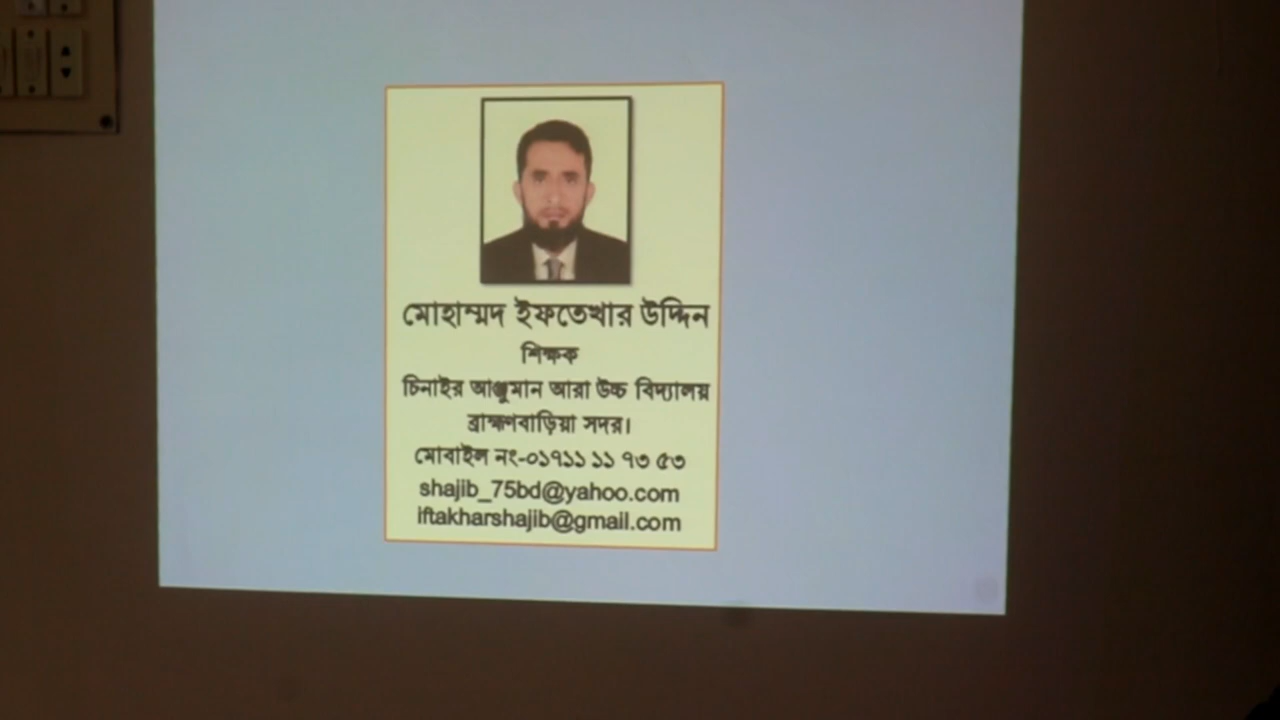 মোহাম্মদ ইফতেখার উদ্দিন
শিক্ষক
চিনাইর আঞ্জুমান আরা উচ্চ বিদ্যালয়
ব্রাহ্মণবাড়িয়া সদর।
মোবাইল নং-০১৭১১ ১১ ৭৩ ৫৩
shajib_75bd@yahoo.com
iftakharshajib@gmail.com